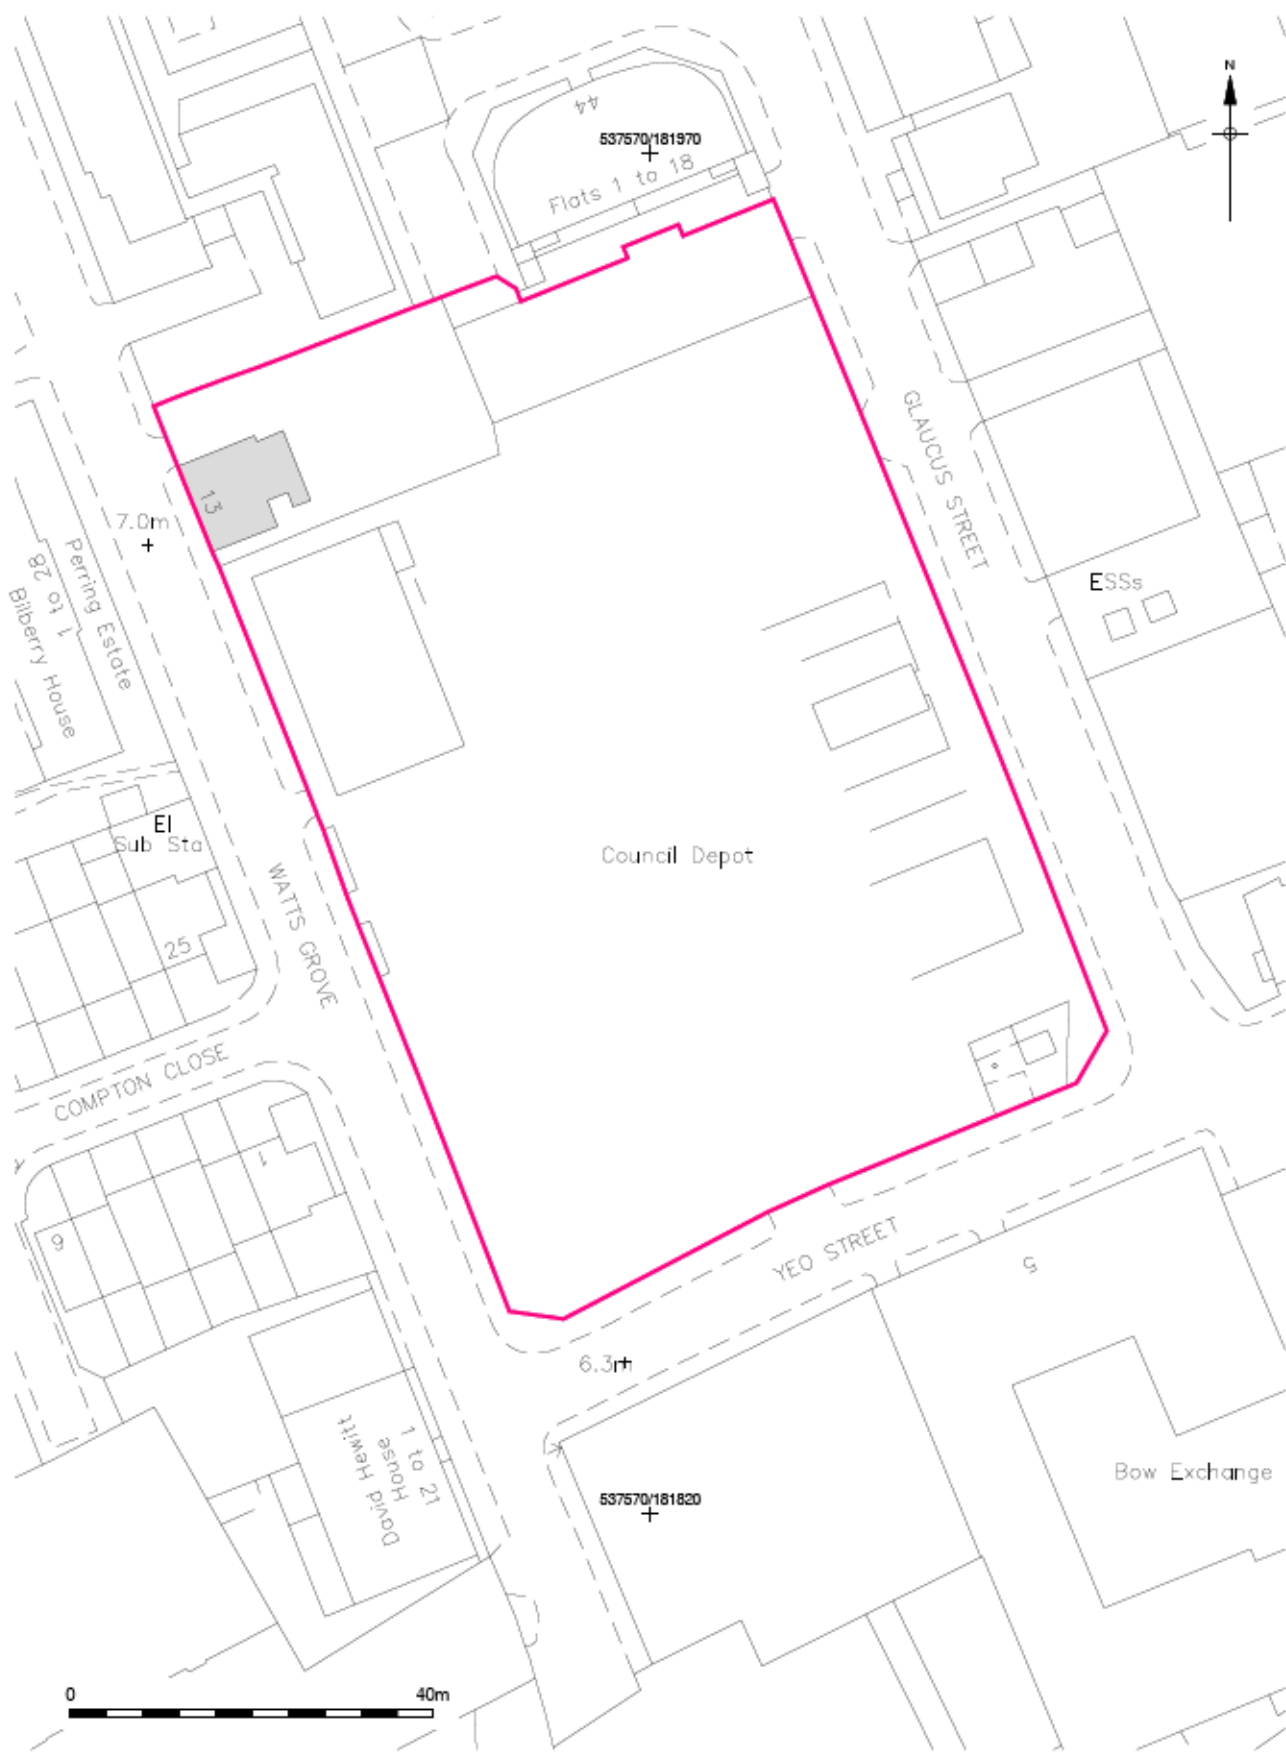 N
44
537570/181970
Flats 1 to 18
GLAUCUS STREET
13
7.0m
Perring Estate
1 to 28
Bilberry House
ESSs
El
Sub Sta
Council Depot
25
WATTS GROVE
COMPTON CLOSE
1
9
YEO STREET
5
6.3m
1 to 21
House
David Hewitt
Bow Exchange
537570/181820
0
40m